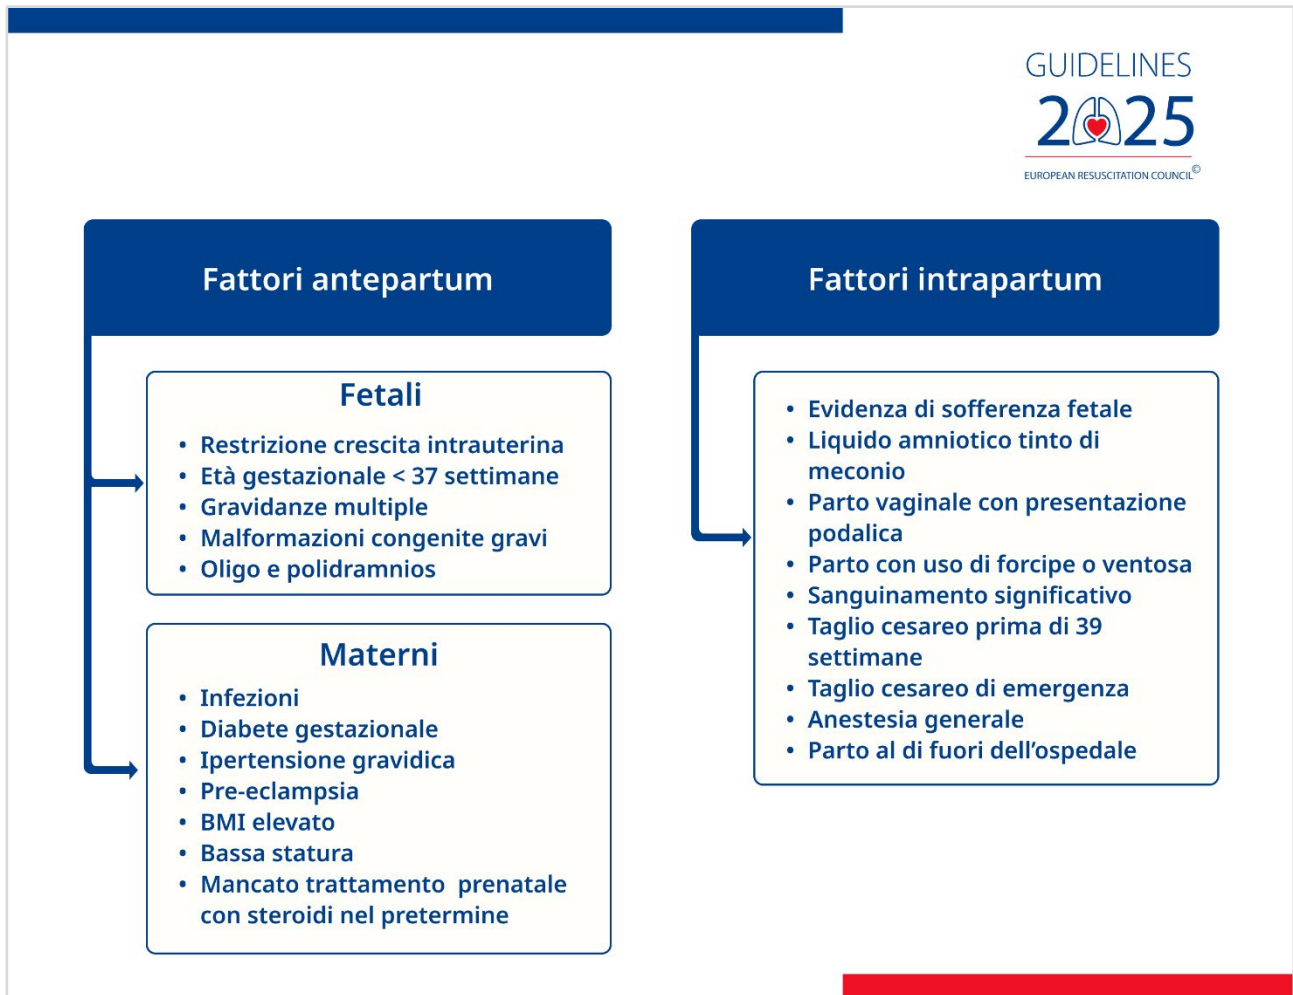 GUIDELINES
2025
EUROPEAN RESUSCITATION COUNCIL©
Fattori antepartum
Fetali
• Restrizione crescita intrauterina
• Età gestazionale < 37 settimane
• Gravidanze multiple
• Malformazioni congenite gravi
• Oligo e polidramnios
Materni
• Infezioni
• Diabete gestazionale
• Ipertensione gravidica
• Pre-eclampsia
• BMI elevato
• Bassa statura
• Mancato trattamento prenatale
con steroidi nel pretermine
Fattori intrapartum
• Evidenza di sofferenza fetale
• Liquido amniotico tinto di
meconio
• Parto vaginale con presentazione
podalica
• Parto con uso di forcipe o ventosa
• Sanguinamento significativo
• Taglio cesareo prima di 39
settimane
• Taglio cesareo di emergenza
• Anestesia generale
• Parto al di fuori dell’ospedale